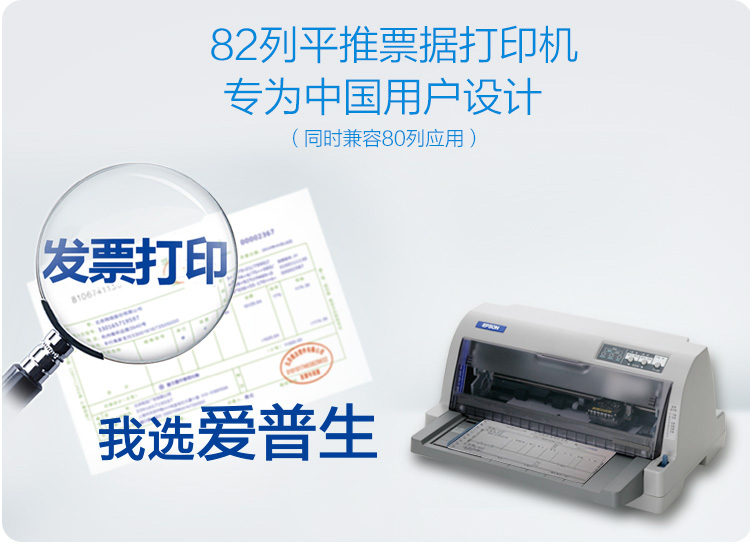 82列平推票据打印机
专为中国用户设计
（同时兼容80列应用）
发票打印
00002367
我选爱普生
EPSON